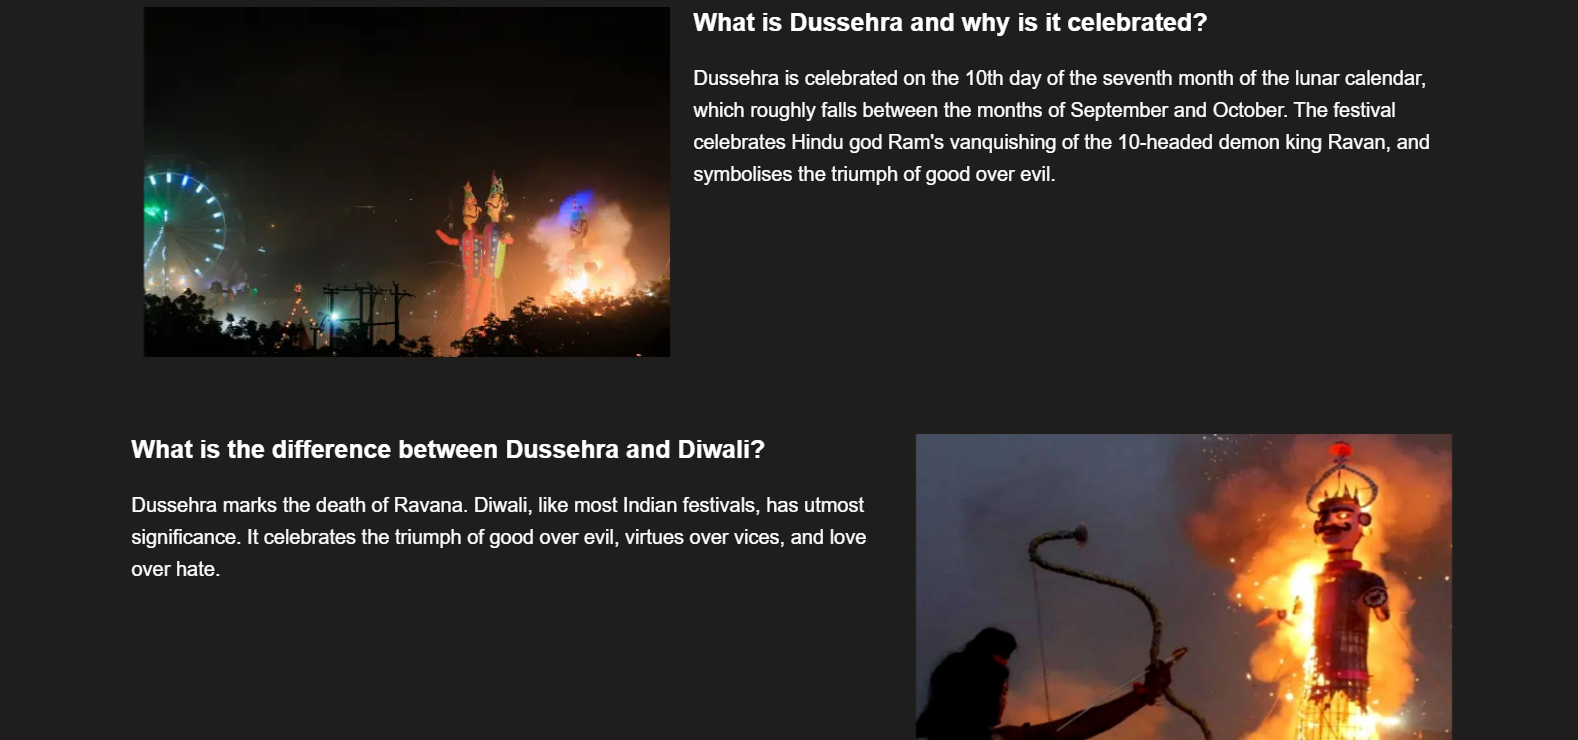 What is Dussehra and why is it celebrated?
Dussehra is celebrated on the 10th day of the seventh month of the lunar calendar,
which roughly falls between the months of September and October. The festival
celebrates Hindu god Ram's vanquishing of the 10-headed demon king Ravan, and
symbolises the triumph of good over evil.
What is the difference between Dussehra and Diwali?
Dussehra marks the death of Ravana. Diwali, like most Indian festivals, has utmost
significance. It celebrates the triumph of good over evil, virtues over vices, and love
over hate.